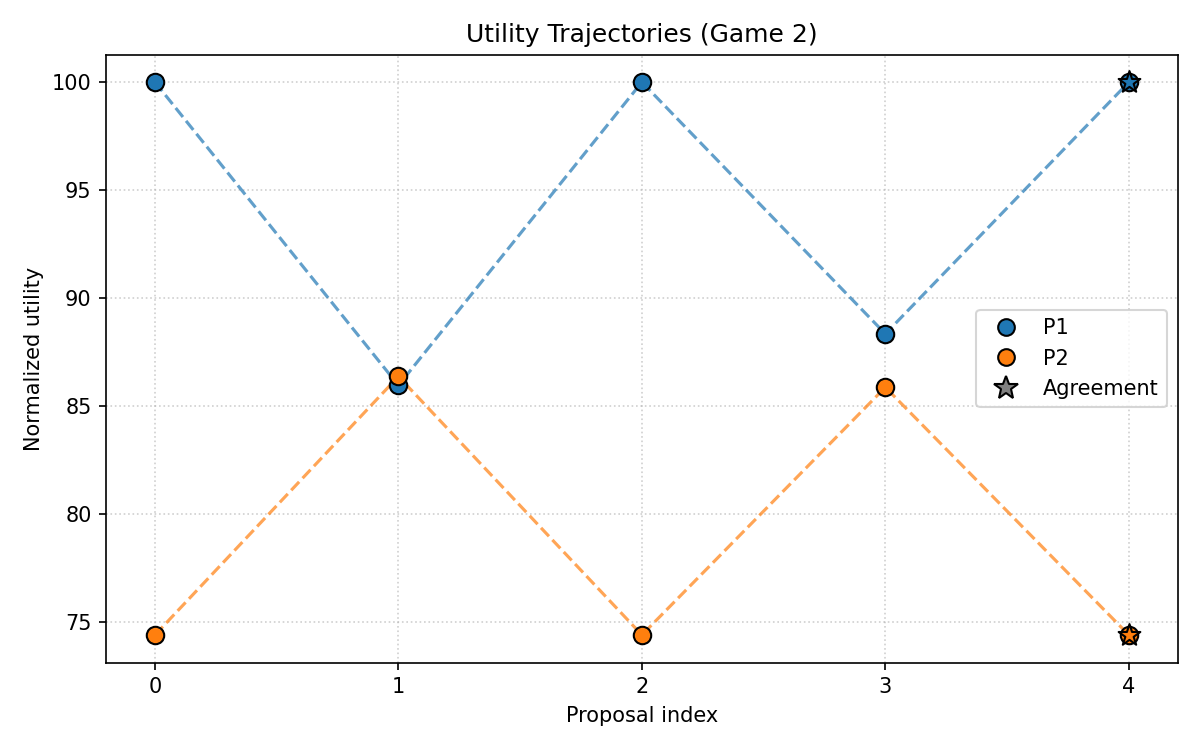 Utility Trajectories (Game 2)
Normalized utility
100
95
90
85
80
75
P1
P2
Agreement
0 1 2 3 4
Proposal index